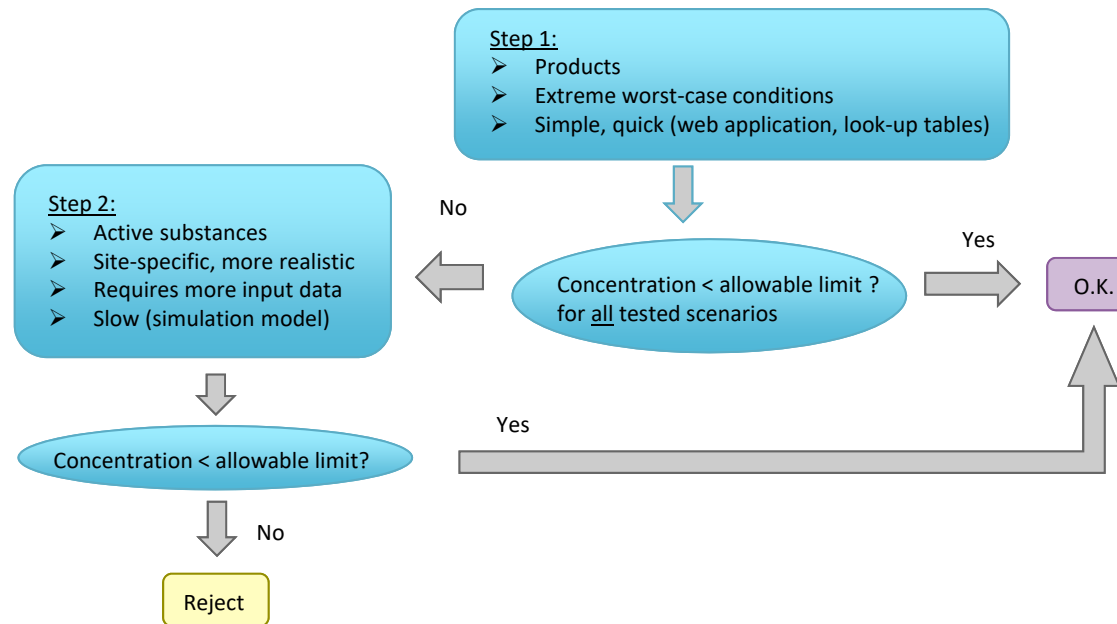 Step 1:
➢ Products
➢ Extreme worst-case conditions
➢ Simple, quick (web application, look-up tables)
Step 2:
➢ Active substances
➢ Site-specific, more realistic
➢ Requires more input data
➢ Slow (simulation model)
No
Concentration < allowable limit ?
for all tested scenarios
Yes
O.K.
Concentration < allowable limit?
Yes
No
Reject